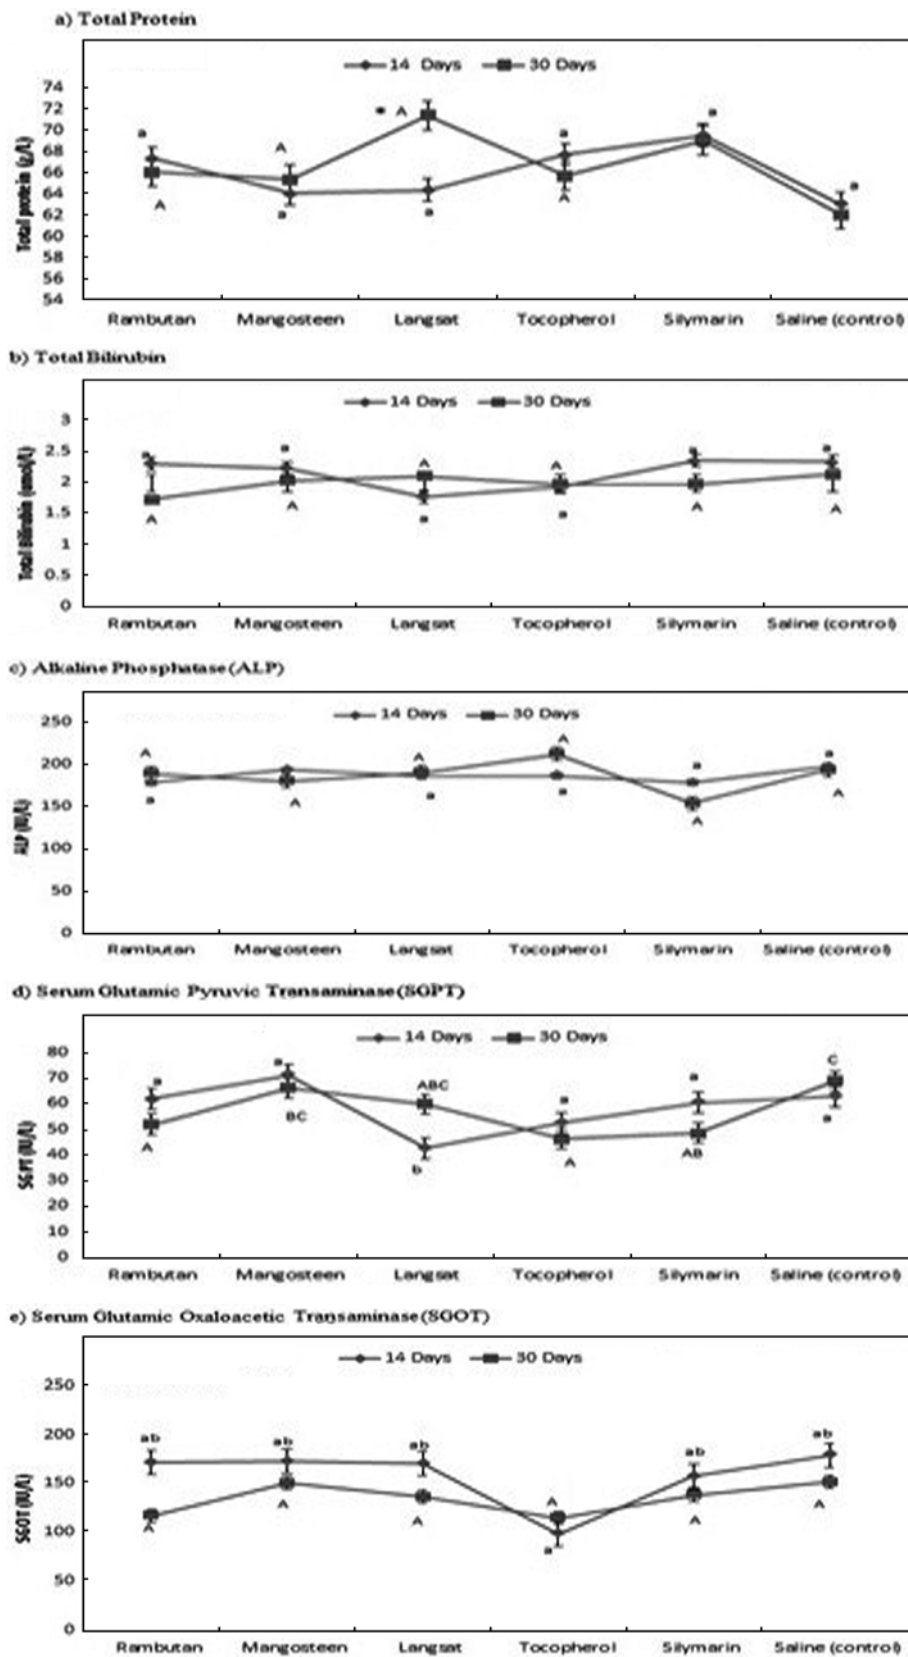 a) Total Protein
14 Days 30 Days
74
72
70
68
66
64
62
60
58
56
54
Total protein (g/L)
a A * A a a a
A a a A
Rambutan Mangosteen Langsat Tocopherol Silymarin Saline (control)
b) Total Bilirubin
14 Days 30 Days
3
2.5
2
1.5
1
0.5
0
Total Bilirubin (umol/L)
a a A A a a
A A a a A A
Rambutan Mangosteen Langsat Tocopherol Silymarin Saline (control)
c) Alkaline Phosphatase (ALP)
14 Days 30 Days
250
200
150
100
50
0
ALP (IU/L)
A A A a a
a A a a A A
Rambutan Mangosteen Langsat Tocopherol Silymarin Saline (control)
d) Serum Glutamic Pyruvic Transaminase (SGPT)
14 Days 30 Days
80
70
60
50
40
30
20
10
0
SGPT (IU/L)
a a ABC a a C
A BC b A AB a
Rambutan Mangosteen Langsat Tocopherol Silymarin Saline (control)
e) Serum Glutamic Oxaloacetic Transaminase (SGOT)
14 Days 30 Days
250
200
150
100
50
0
SGOT (IU/L)
ab ab ab A ab ab
A A A a A A
Rambutan Mangosteen Langsat Tocopherol Silymarin Saline (control)